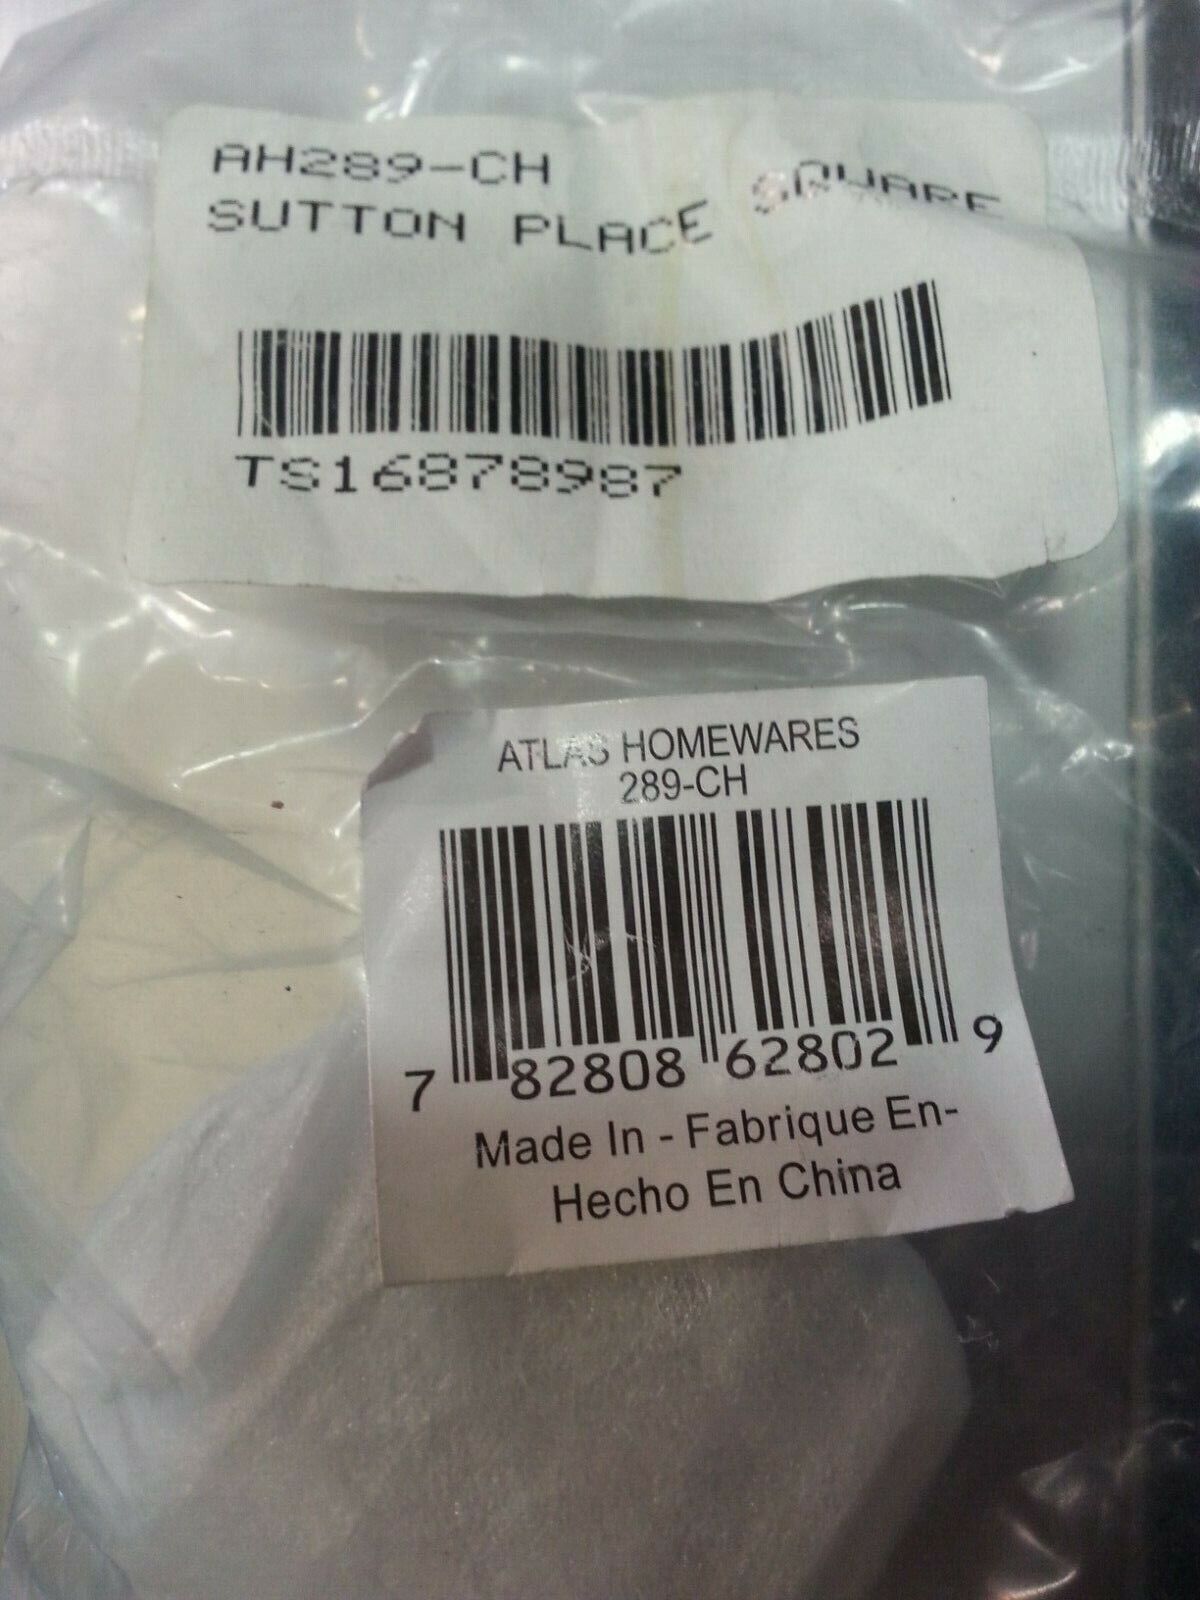 AH289-CH
SUTTON PLACE SQUARE
TS16878987
ATLAS HOMEWARES
289-CH
7 82808 62802 9
Made In - Fabrique En-
Hecho En China